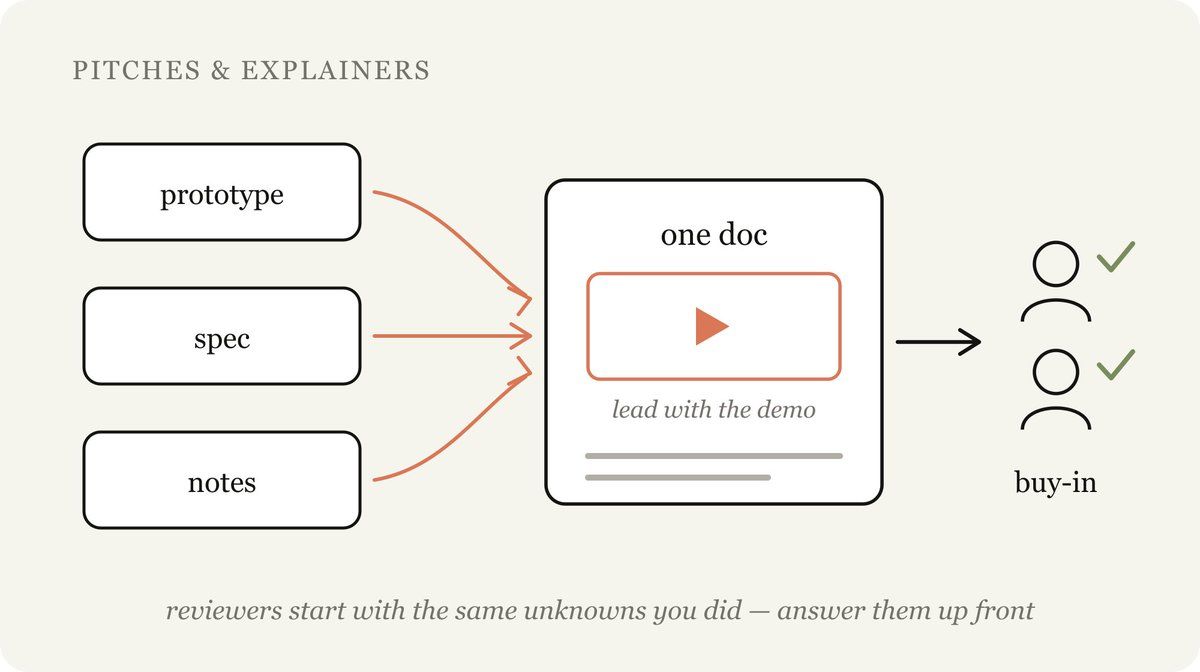 PITCHES & EXPLAINERS
prototype
spec
notes
one doc
lead with the demo
buy-in
reviewers start with the same unknowns you did — answer them up front